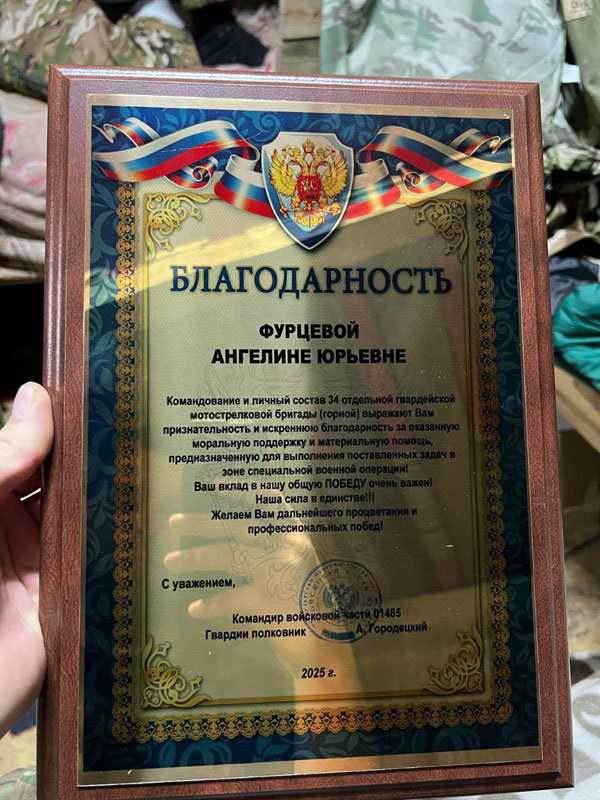 БЛАГОДАРНОСТЬ
ФУРЦЕВОЙ
АНГЕЛИНЕ ЮРЬЕВНЕ
Командование и личный состав 34 отдельной гвардейской
мотострелковой бригады (горной) выражают Вам
признательность и искреннюю благодарность за оказанную
моральную поддержку и материальную помощь,
предназначенную для выполнения поставленных задач в
зоне специальной военной операции!
Ваш вклад в нашу общую ПОБЕДУ очень важен!
Наша сила в единстве!!!
Желаем Вам дальнейшего процветания и
профессиональных побед!
С уважением,
Командир войсковой части 01485
Гвардии полковник А. Городецкий
2025 г.